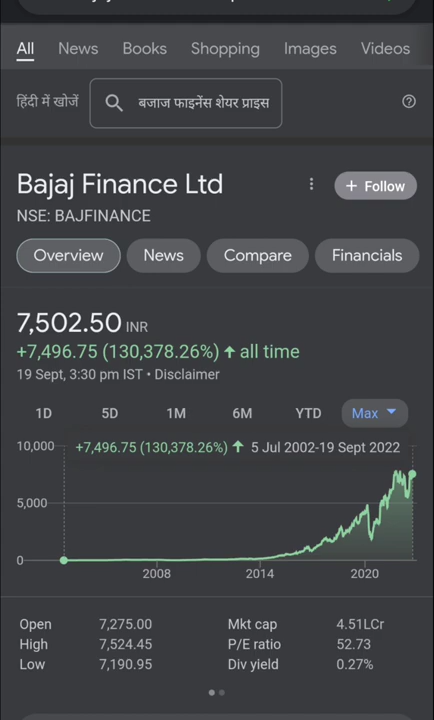 All News Books Shopping Images Videos
हिंदी में खोजें बजाज फाइनेंस शेयर प्राइस
Bajaj Finance Ltd
+ Follow
NSE: BAJFINANCE
Overview News Compare Financials
7,502.50 INR
+7,496.75 (130,378.26%) ↑ all time
19 Sept, 3:30 pm IST • Disclaimer
1D 5D 1M 6M YTD Max
10,000 +7,496.75 (130,378.26%) ↑ 5 Jul 2002-19 Sept 2022
5,000
0
2008 2014 2020
Open 7,275.00 Mkt cap 4.51LCr
High 7,524.45 P/E ratio 52.73
Low 7,190.95 Div yield 0.27%